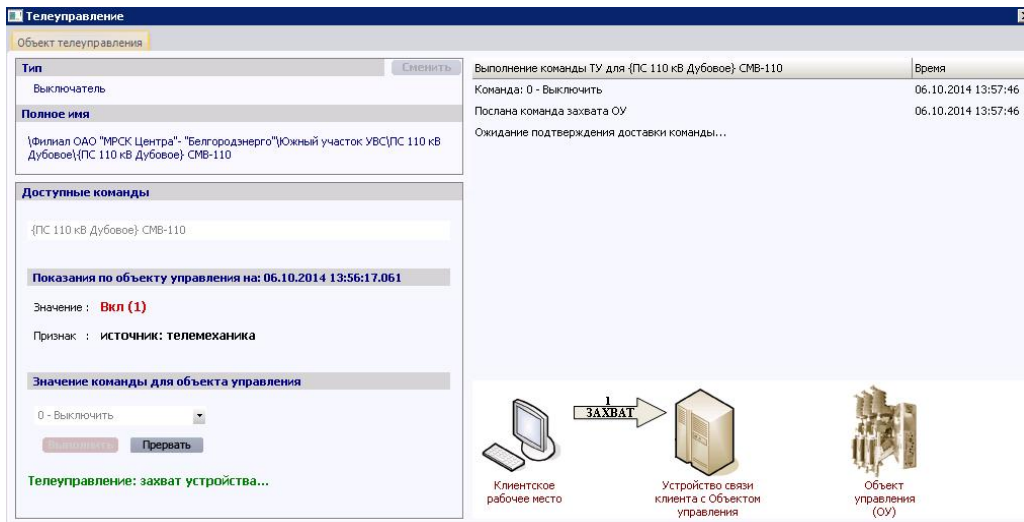 Телеуправление
Объект телеуправления
Тип
Сменить
Выключатель
Полное имя
\Филиал ОАО "МРСК Центра"- "Белгородэнерго"\Южный участок УВС\ПС 110 кВ
Дубовое\{ПС 110 кВ Дубовое} СМВ-110
Доступные команды
{ПС 110 кВ Дубовое} СМВ-110
Показания по объекту управления на: 06.10.2014 13:56:17.061
Значение : Вкл (1)
Признак : источник: телемеханика
Значение команды для объекта управления
0 - Выключить
Выполнить Прервать
Телеуправление: захват устройства...
Выполнение команды ТУ для {ПС 110 кВ Дубовое} СМВ-110 Время
Команда: 0 - Выключить 06.10.2014 13:57:46
Послана команда захвата ОУ 06.10.2014 13:57:46
Ожидание подтверждения доставки команды...
1
ЗАХВАТ
Клиентское
рабочее место
Устройство связи
клиента с Объектом
управления
Объект
управления
(ОУ)